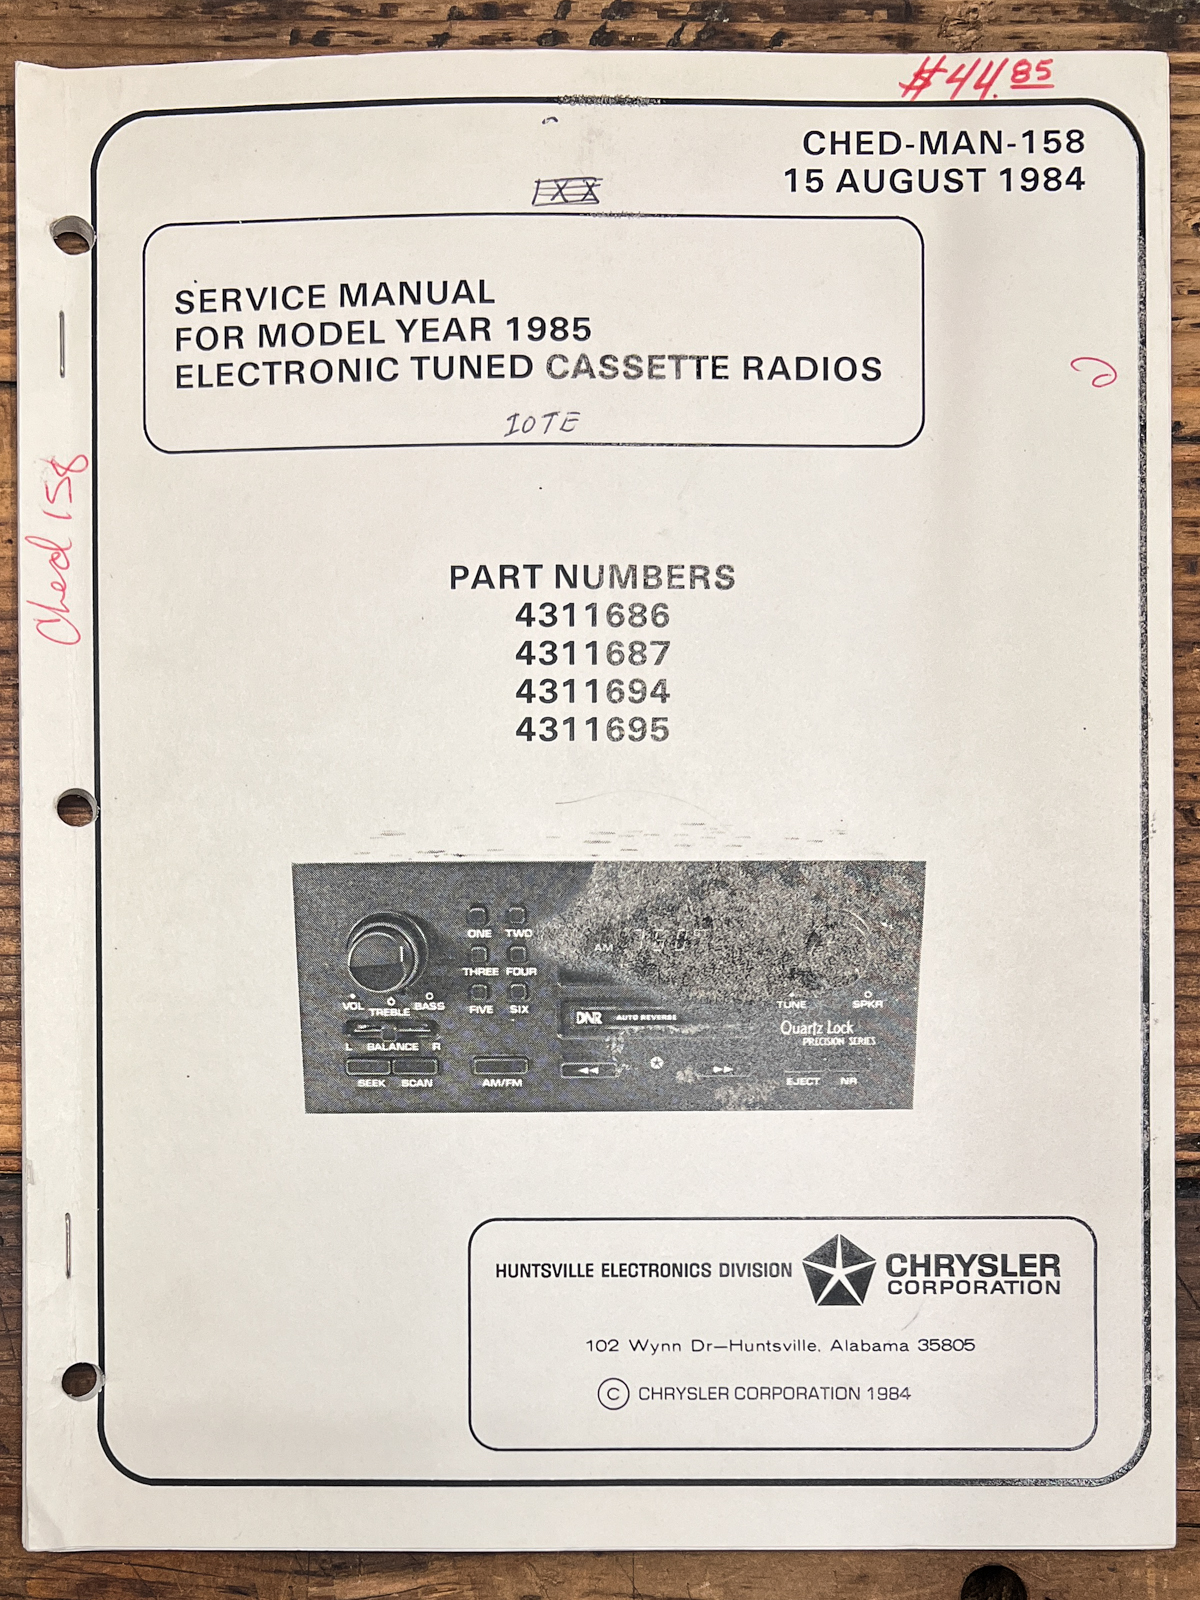 #44.85
CHED-MAN-158
15 AUGUST 1984
SERVICE MANUAL
FOR MODEL YEAR 1985
ELECTRONIC TUNED CASSETTE RADIOS
IOTE
Ched 158
PART NUMBERS
4311686
4311687
4311694
4311695
ONE TWO
AM
THREE FOUR
VOL TREBLE BASS
FIVE SIX
TUNE SPKR
DNR AUTO REVERSE
Quartz Lock
PRECISION SERIES
L BALANCE R
SEEK SCAN
AM/FM
EJECT NR
HUNTSVILLE ELECTRONICS DIVISION
CHRYSLER
CORPORATION
102 Wynn Dr—Huntsville, Alabama 35805
© CHRYSLER CORPORATION 1984